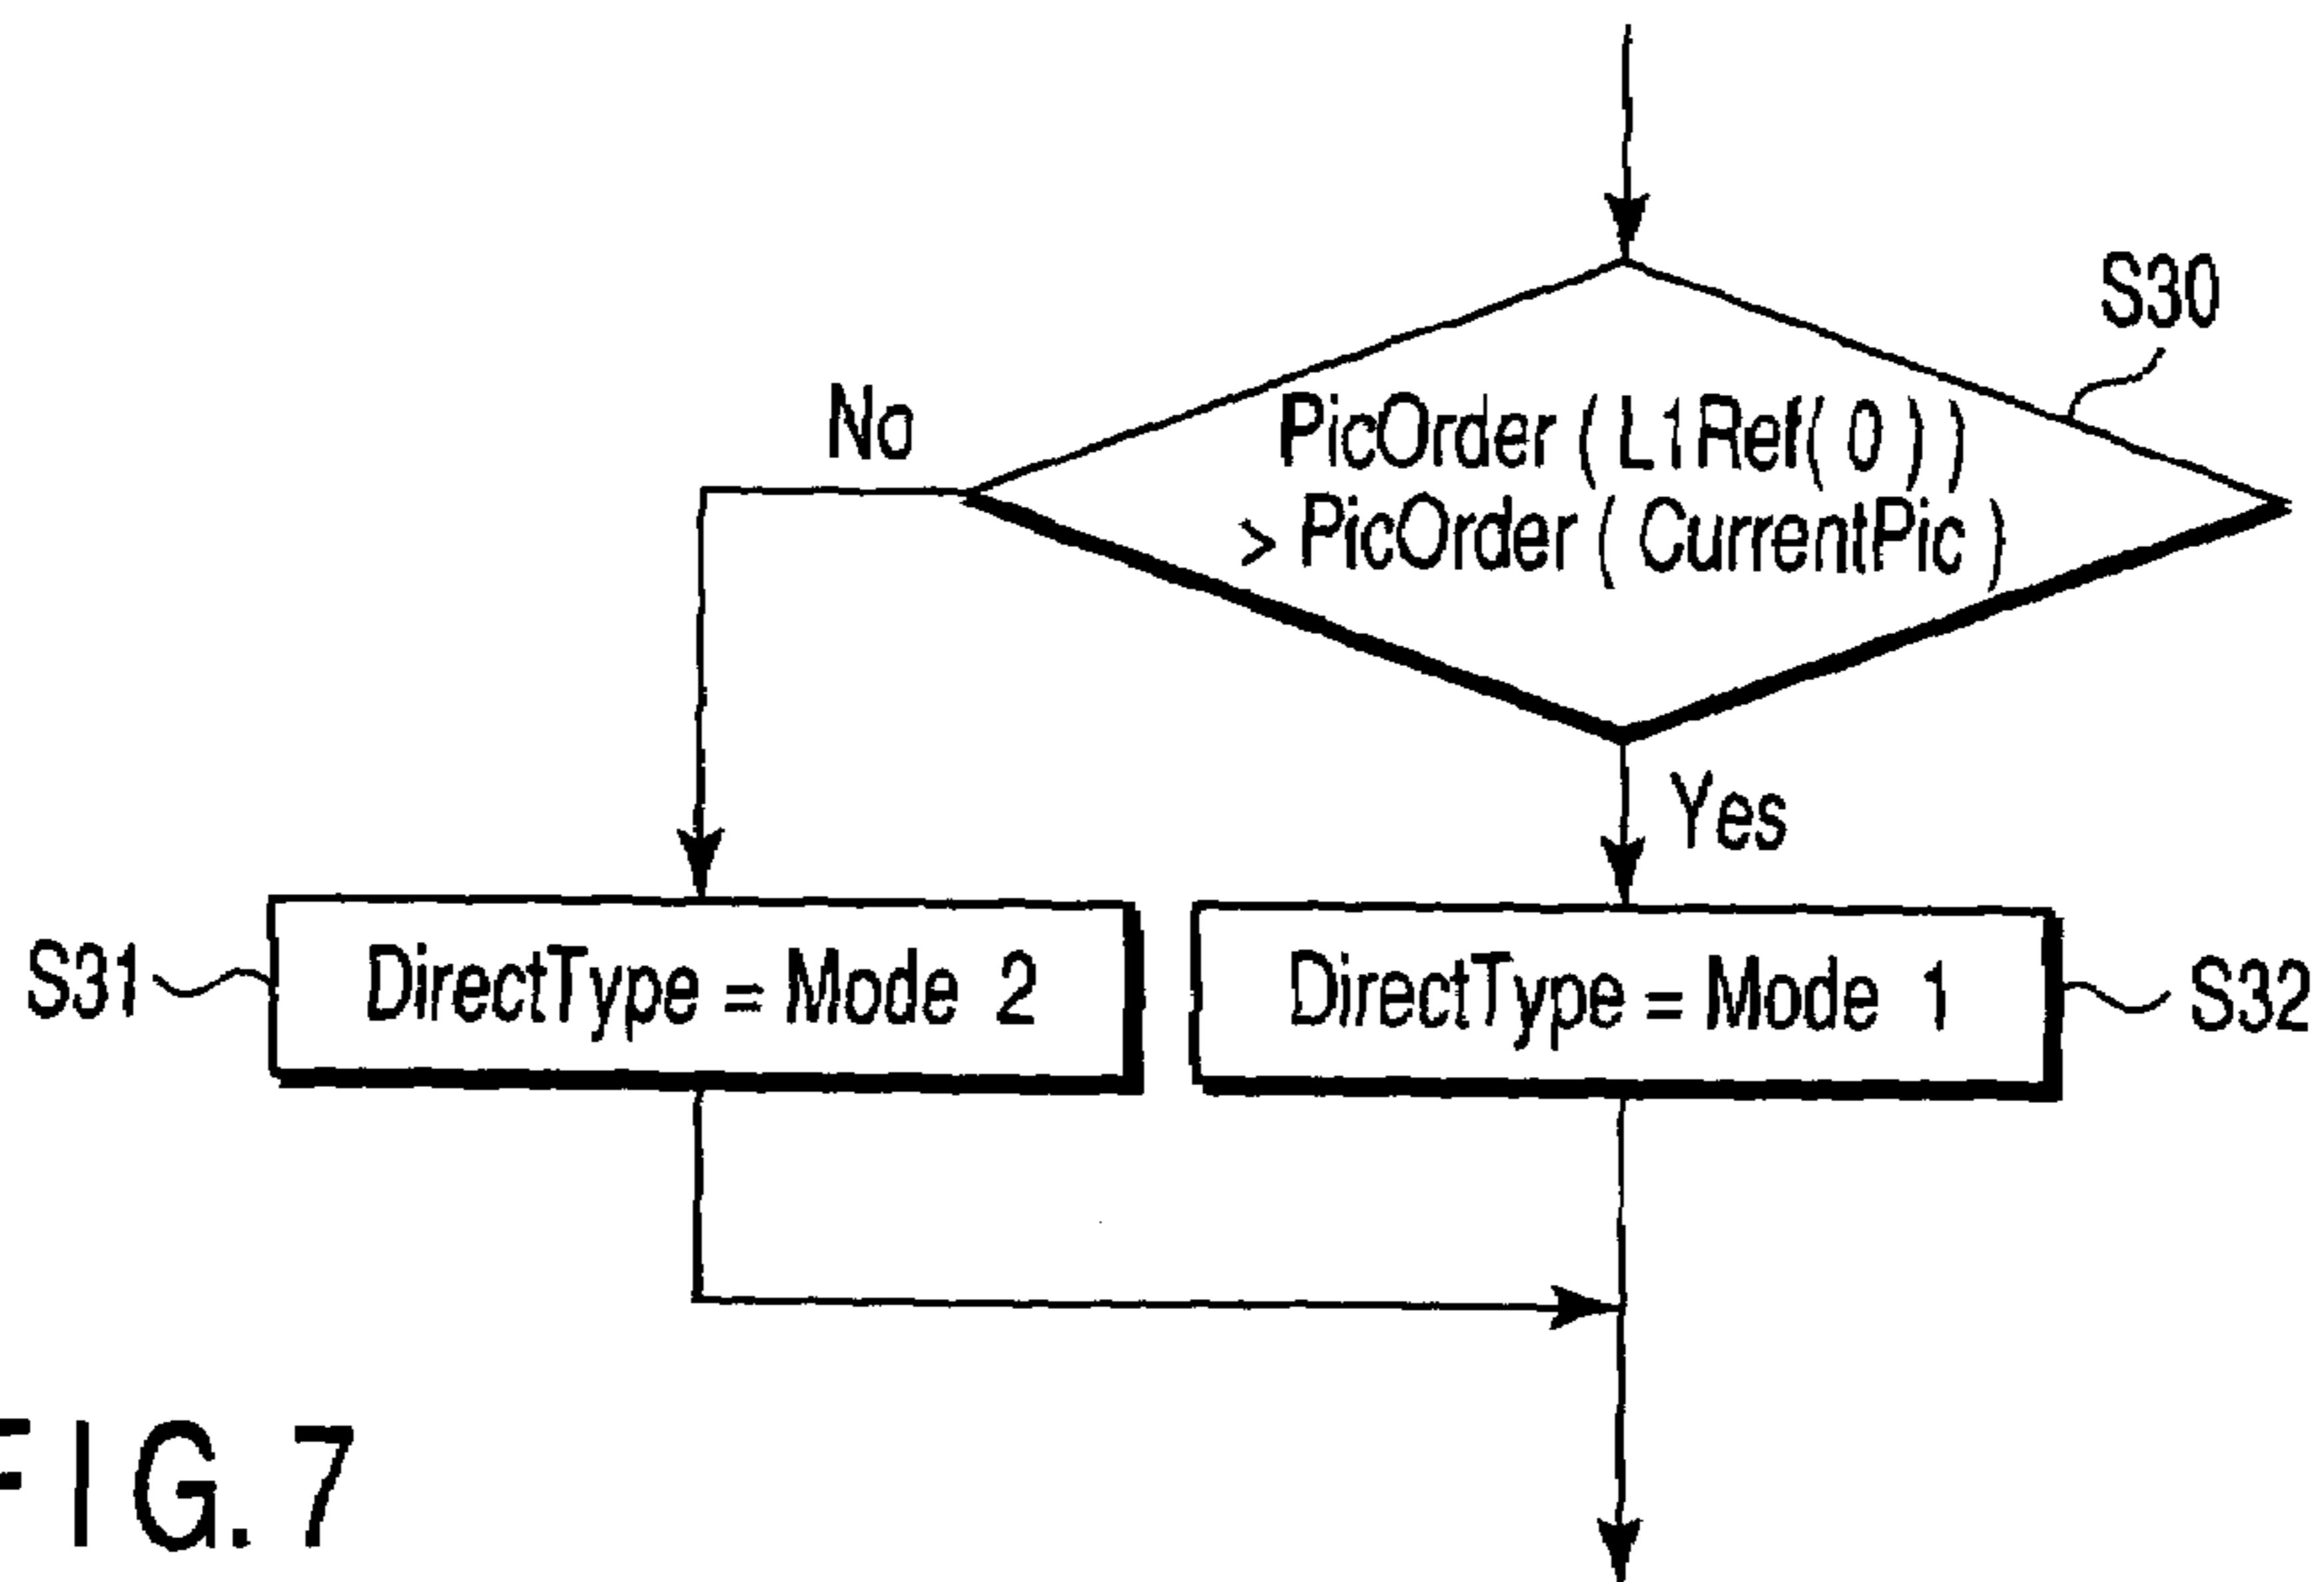 S30
No
PicOrder ( L1Ref( 0 ) )
> PicOrder ( CurrentPic )
Yes
S31
DirectType = Mode 2
DirectType = Mode 1
S32
FIG. 7